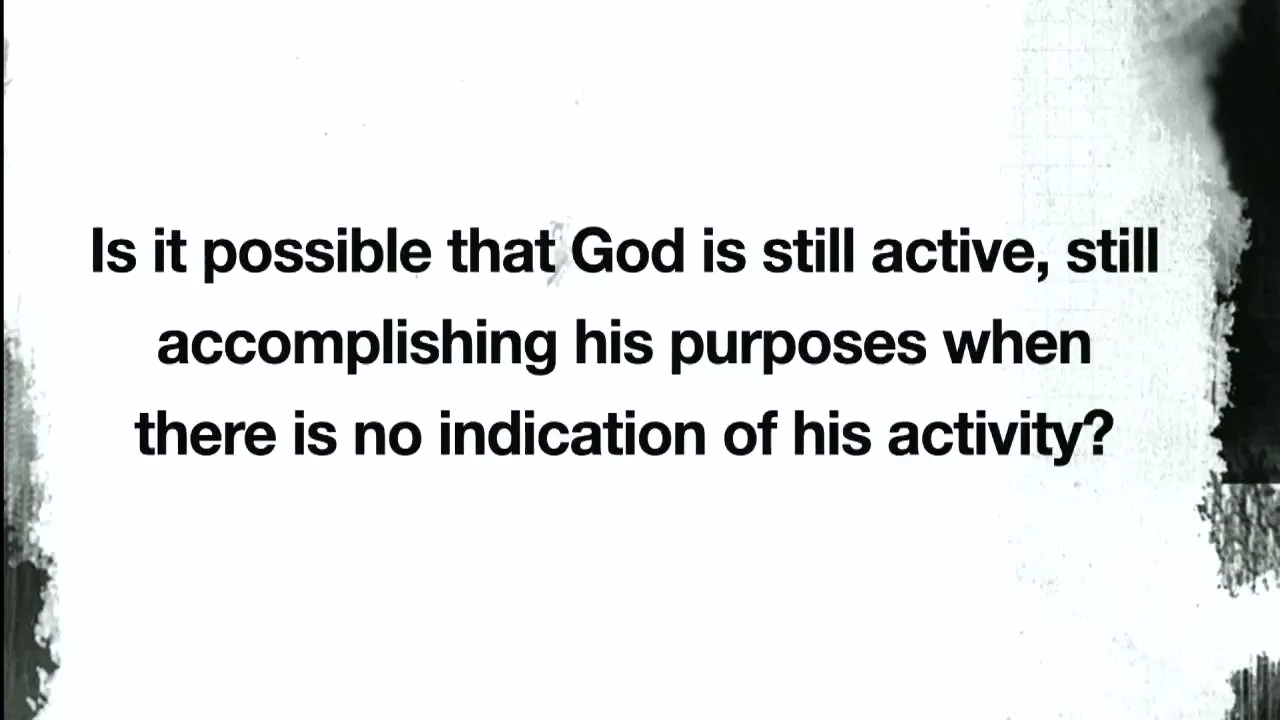 Is it possible that God is still active, still
accomplishing his purposes when
there is no indication of his activity?